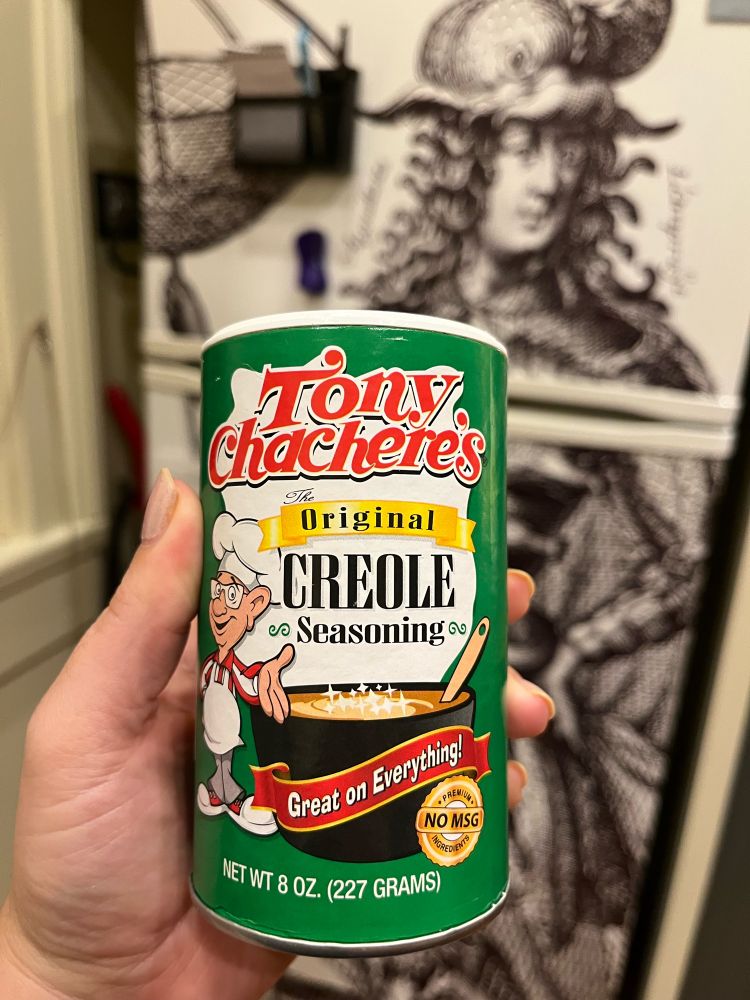 Tony
Chachere's
The
Original
CREOLE
Seasoning
Great on Everything!
PREMIUM
NO MSG
INGREDIENTS
NET WT 8 OZ. (227 GRAMS)